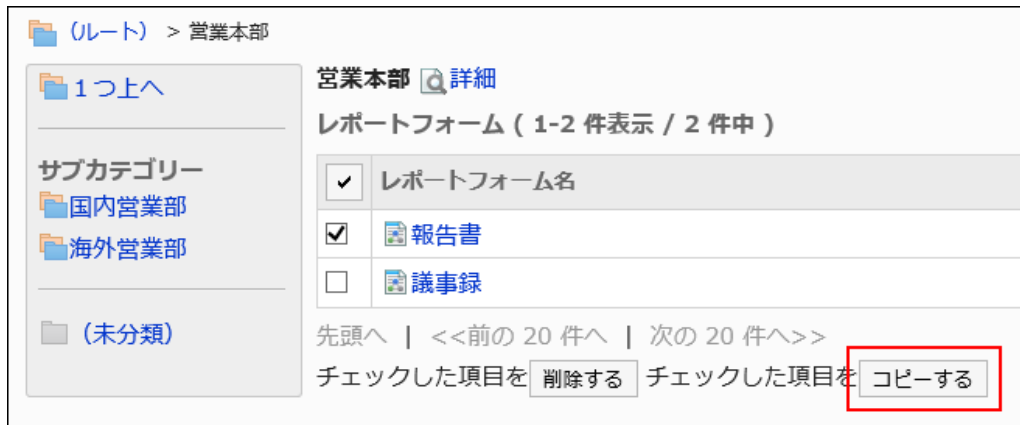 （ルート） > 営業本部
1つ上へ
サブカテゴリー
国内営業部
海外営業部
（未分類）
営業本部 詳細
レポートフォーム ( 1-2 件表示 / 2 件中 )
レポートフォーム名
報告書
議事録
先頭へ | <<前の 20 件へ | 次の 20 件へ>>
チェックした項目を 削除する チェックした項目を コピーする